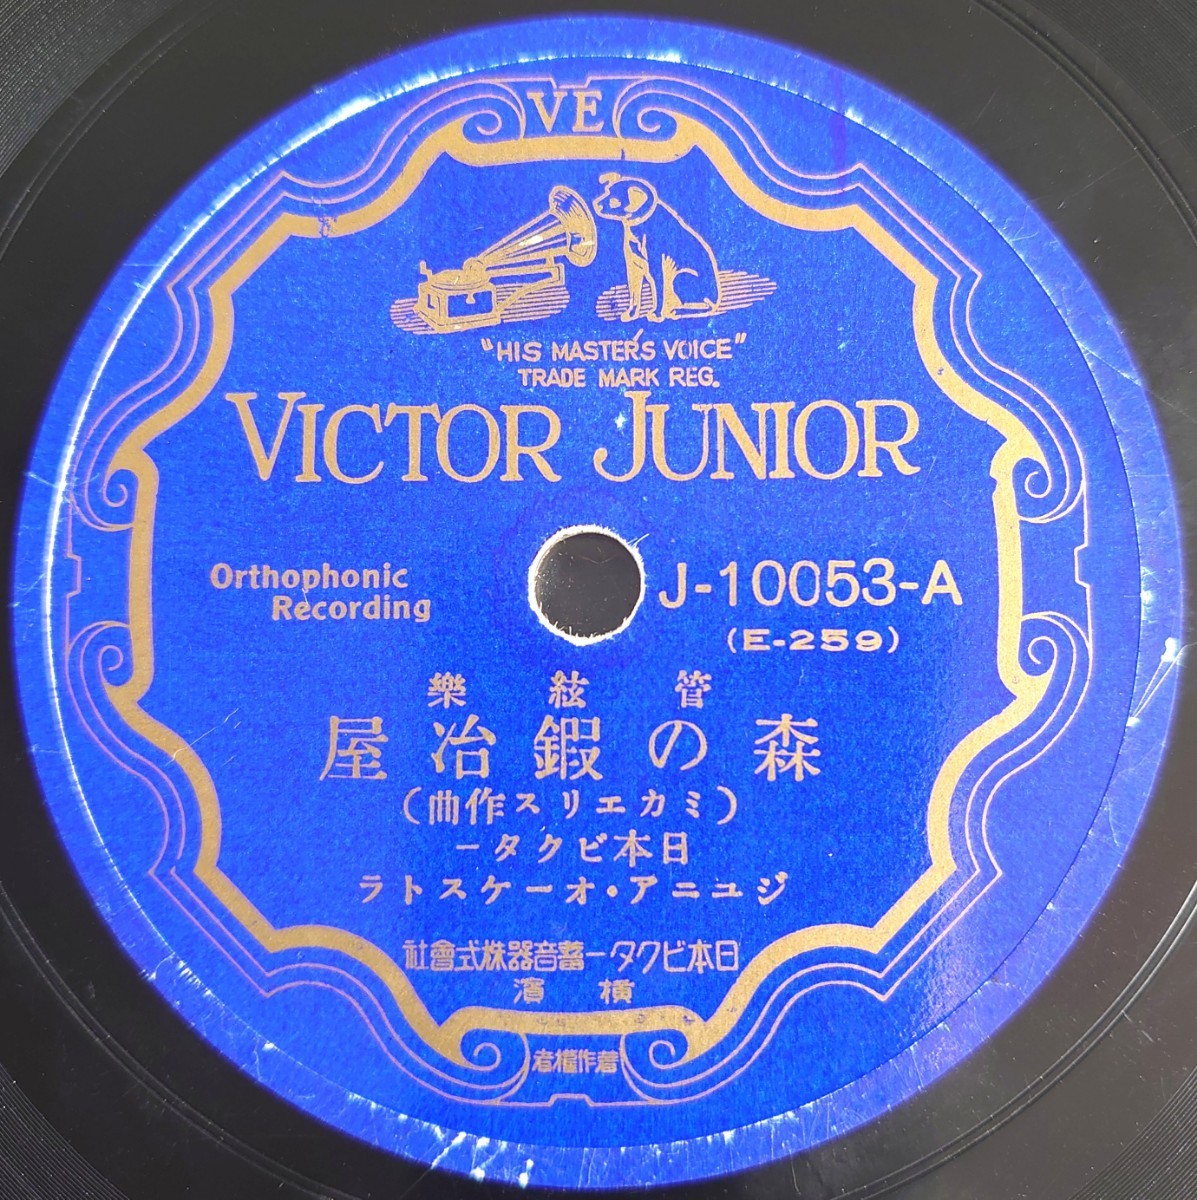 VE
"HIS MASTER'S VOICE"
TRADE MARK REG.
VICTOR JUNIOR
Orthophonic
Recording
J-10053-A
(E-259)
管絃樂
森の鍜冶屋
(ミカエリス作曲)
日本ビクター
ジユニア・オーケストラ
日本ビクター蓄音器株式會社
橫濱
著作權者